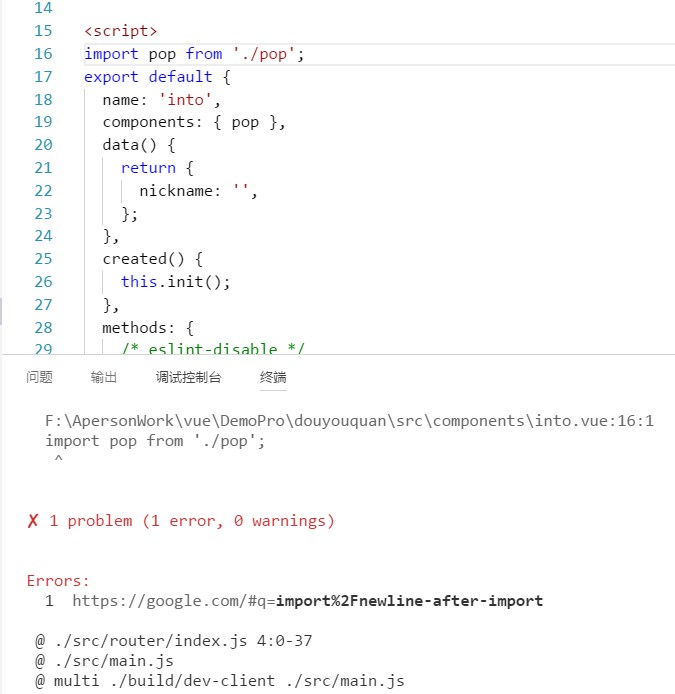 14
15 <script>
16 import pop from './pop';
17 export default {
18 name: 'into',
19 components: { pop },
20 data() {
21 return {
22 nickname: '',
23 };
24 },
25 created() {
26 this.init();
27 },
28 methods: {
29 /* eslint-disable */
问题 输出 调试控制台 终端
F:\ApersonWork\vue\DemoPro\douyouquan\src\components\into.vue:16:1
import pop from './pop';
^
✗ 1 problem (1 error, 0 warnings)
Errors:
1 https://google.com/#q=import%2Fnewline-after-import
@ ./src/router/index.js 4:0-37
@ ./src/main.js
@ multi ./build/dev-client ./src/main.js